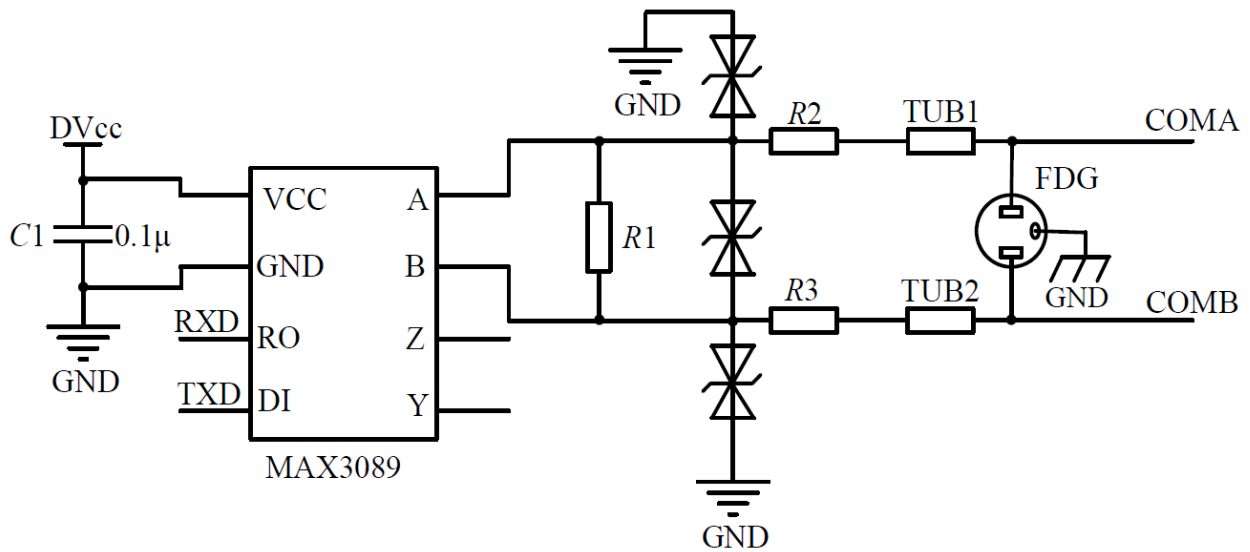 GND
DVcc
R2
TUB1
COMA
VCC
A
FDG
C1
0.1μ
R1
GND
B
R3
TUB2
GND
COMB
RXD
RO
Z
GND
TXD
DI
Y
MAX3089
GND